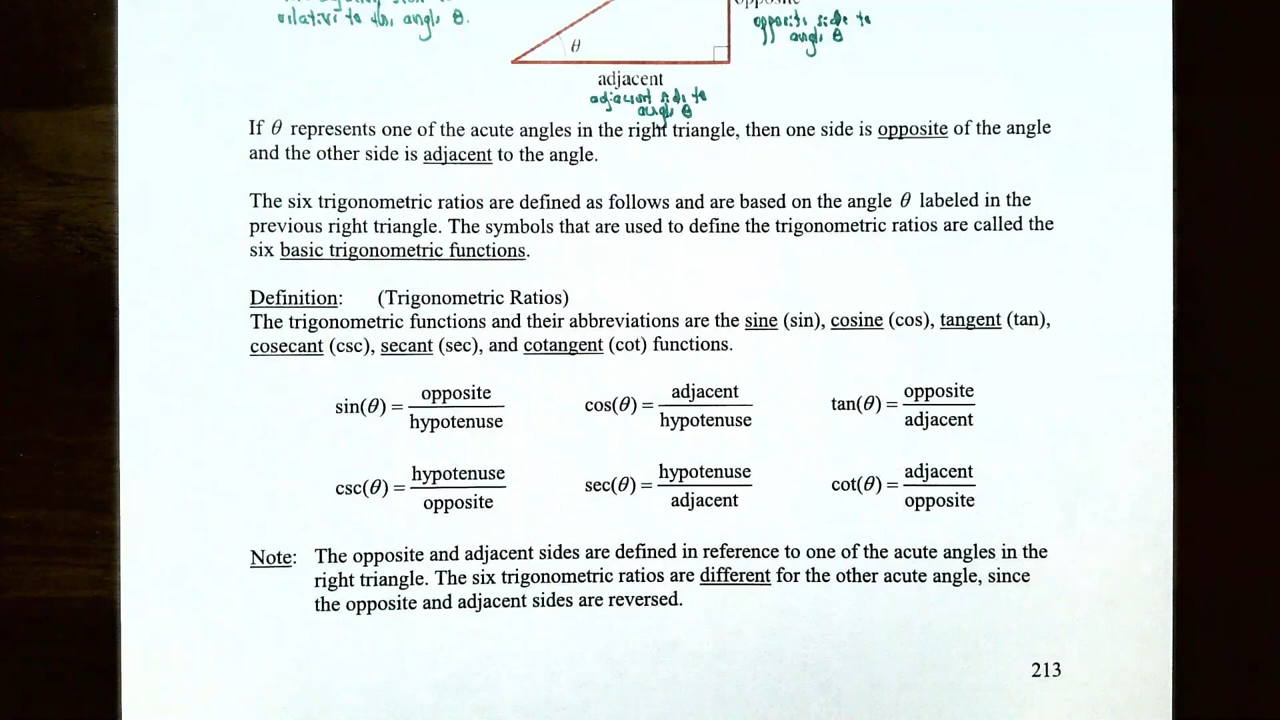 relative to this angle θ.
opposite side to
angle θ
θ
adjacent
adjacent side to
angle θ
If θ represents one of the acute angles in the right triangle, then one side is opposite of the angle
and the other side is adjacent to the angle.
The six trigonometric ratios are defined as follows and are based on the angle θ labeled in the
previous right triangle. The symbols that are used to define the trigonometric ratios are called the
six basic trigonometric functions.
Definition: (Trigonometric Ratios)
The trigonometric functions and their abbreviations are the sine (sin), cosine (cos), tangent (tan),
cosecant (csc), secant (sec), and cotangent (cot) functions.
sin(θ) = opposite / hypotenuse cos(θ) = adjacent / hypotenuse tan(θ) = opposite / adjacent
csc(θ) = hypotenuse / opposite sec(θ) = hypotenuse / adjacent cot(θ) = adjacent / opposite
Note: The opposite and adjacent sides are defined in reference to one of the acute angles in the
right triangle. The six trigonometric ratios are different for the other acute angle, since
the opposite and adjacent sides are reversed.
213